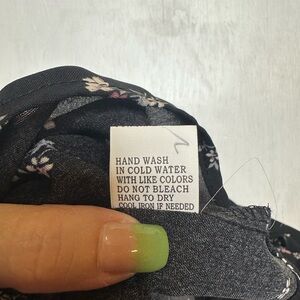 HAND WASH
IN COLD WATER
WITH LIKE COLORS
DO NOT BLEACH
HANG TO DRY
COOL IRON IF NEEDED